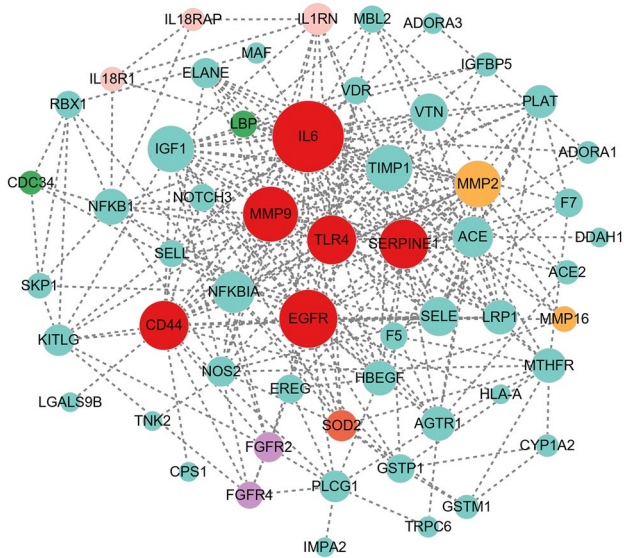 IL18RAP
IL1RN
MBL2
ADORA3
MAF
IGFBP5
IL18R1
ELANE
VDR
RBX1
PLAT
VTN
LBP
IL6
IGF1
ADORA1
TIMP1
CDC34
MMP2
NOTCH3
F7
NFKB1
MMP9
TLR4
SERPINE1
ACE
DDAH1
SELL
ACE2
SKP1
NFKBIA
EGFR
SELE
LRP1
MMP16
CD44
F5
KITLG
MTHFR
NOS2
HBEGF
EREG
HLA-A
LGALS9B
TNK2
SOD2
AGTR1
FGFR2
CYP1A2
CPS1
GSTP1
FGFR4
PLCG1
GSTM1
TRPC6
IMPA2